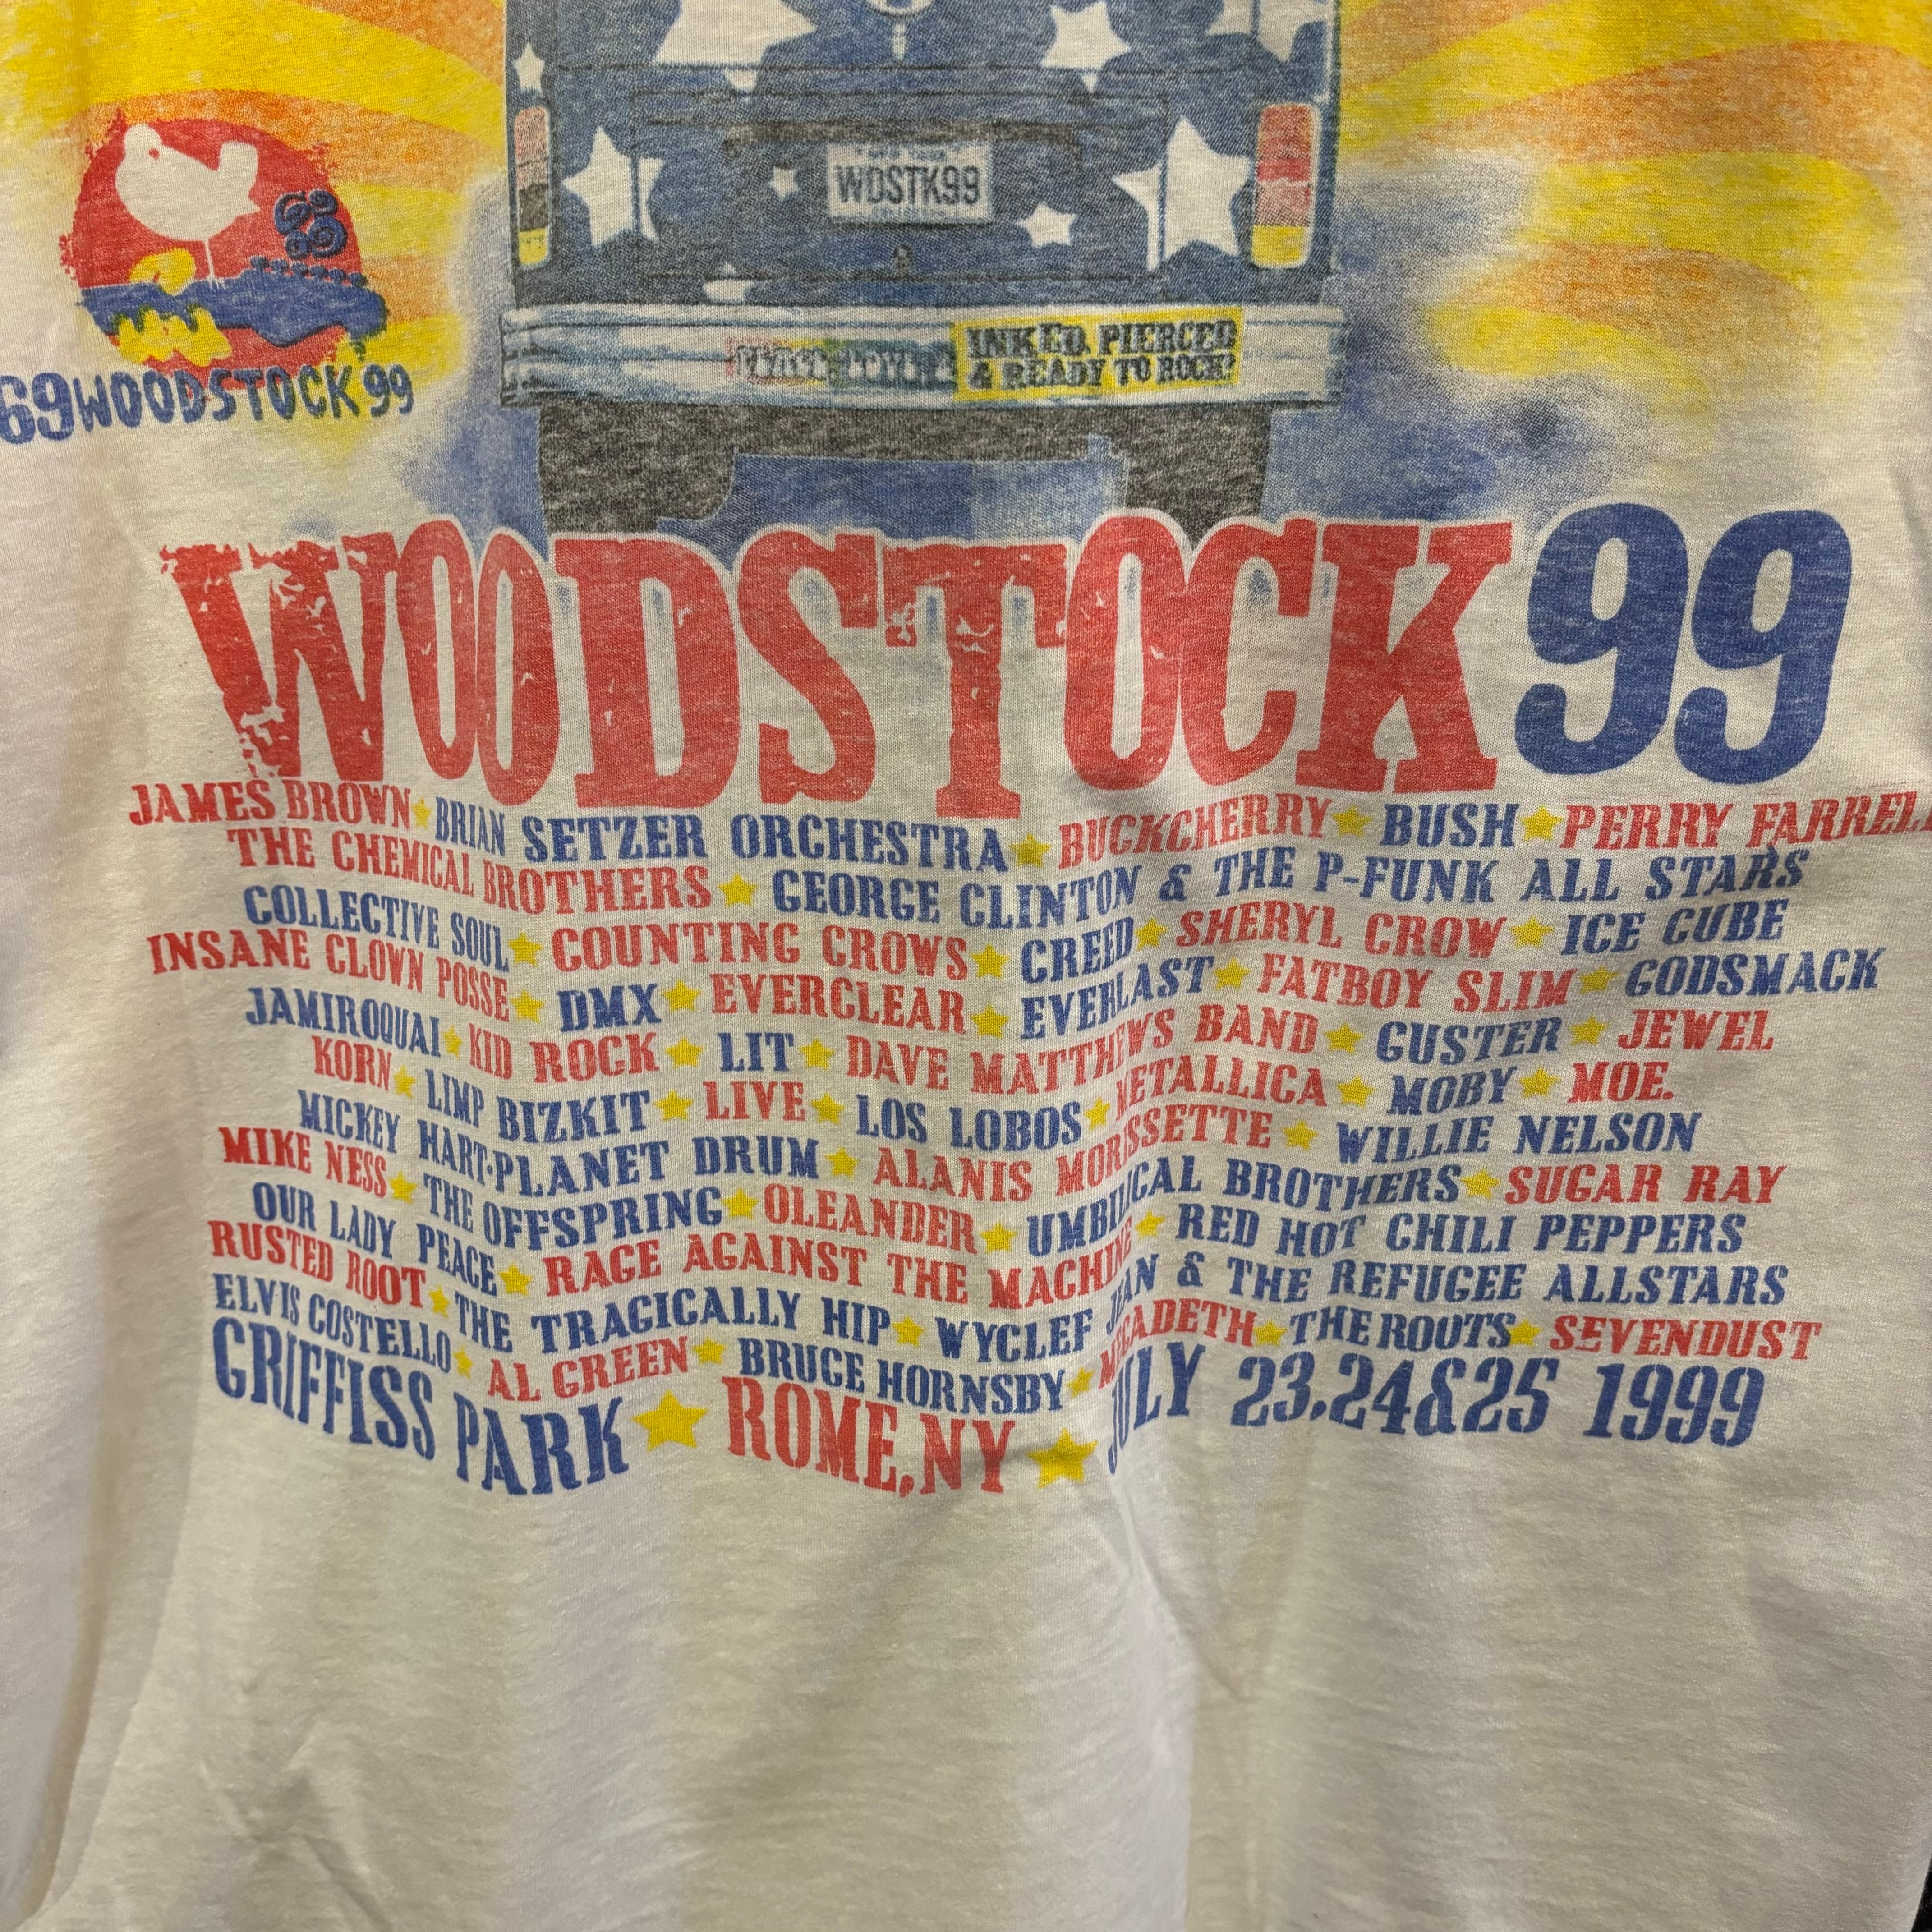 WDSTK99
INKED, PIERCED
& READY TO ROCK!
69 WOODSTOCK 99
WOODSTOCK 99
JAMES BROWN ★ BRIAN SETZER ORCHESTRA ★ BUCKCHERRY ★ BUSH ★ PERRY FARREL
THE CHEMICAL BROTHERS ★ GEORGE CLINTON & THE P-FUNK ALL STARS
COLLECTIVE SOUL ★ COUNTING CROWS ★ CREED ★ SHERYL CROW ★ ICE CUBE
INSANE CLOWN POSSE ★ DMX ★ EVERCLEAR ★ EVERLAST ★ FATBOY SLIM ★ GODSMACK
JAMIROQUAI ★ KID ROCK ★ LIT ★ DAVE MATTHEWS BAND ★ GUSTER ★ JEWEL
KORN ★ LIMP BIZKIT ★ LIVE ★ LOS LOBOS ★ METALLICA ★ MOBY ★ MOE.
MICKEY HART·PLANET DRUM ★ ALANIS MORISSETTE ★ WILLIE NELSON
MIKE NESS ★ THE OFFSPRING ★ OLEANDER ★ UMBILICAL BROTHERS ★ SUGAR RAY
OUR LADY PEACE ★ RAGE AGAINST THE MACHINE ★ RED HOT CHILI PEPPERS
RUSTED ROOT ★ THE TRAGICALLY HIP ★ WYCLEF JEAN & THE REFUGEE ALLSTARS
ELVIS COSTELLO ★ AL GREEN ★ BRUCE HORNSBY ★ MEGADETH ★ THE ROOTS ★ SEVENDUST
GRIFFISS PARK ★ ROME, NY ★ JULY 23,24&25 1999